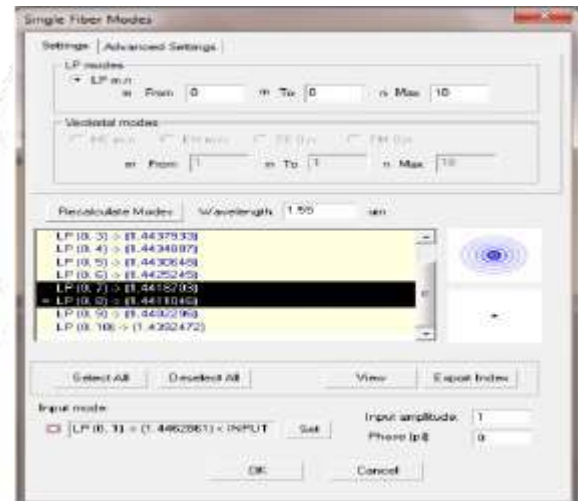 Single Fiber Modes
Settings Advanced Settings
LP modes
LP m,n
m From 0 m To 0 n Max 10
Vectorial modes
m From 1 m To 1 n Max 10
Recalculate Modes Wavelength 1.55 um
LP (0, 3) -> (1.4437933)
LP (0, 4) -> (1.4434087)
LP (0, 5) -> (1.4430648)
LP (0, 6) -> (1.4425245)
LP (0, 7) -> (1.4418203)
LP (0, 8) -> (1.4411046)
LP (0, 9) -> (1.4402296)
LP (0, 10) -> (1.4392472)
Select All Deselect All View Export Index
Input mode
LP (0, 1) > (1.4462861) < INPUT Set
Input amplitude: 1
Phase [pi] 0
OK Cancel